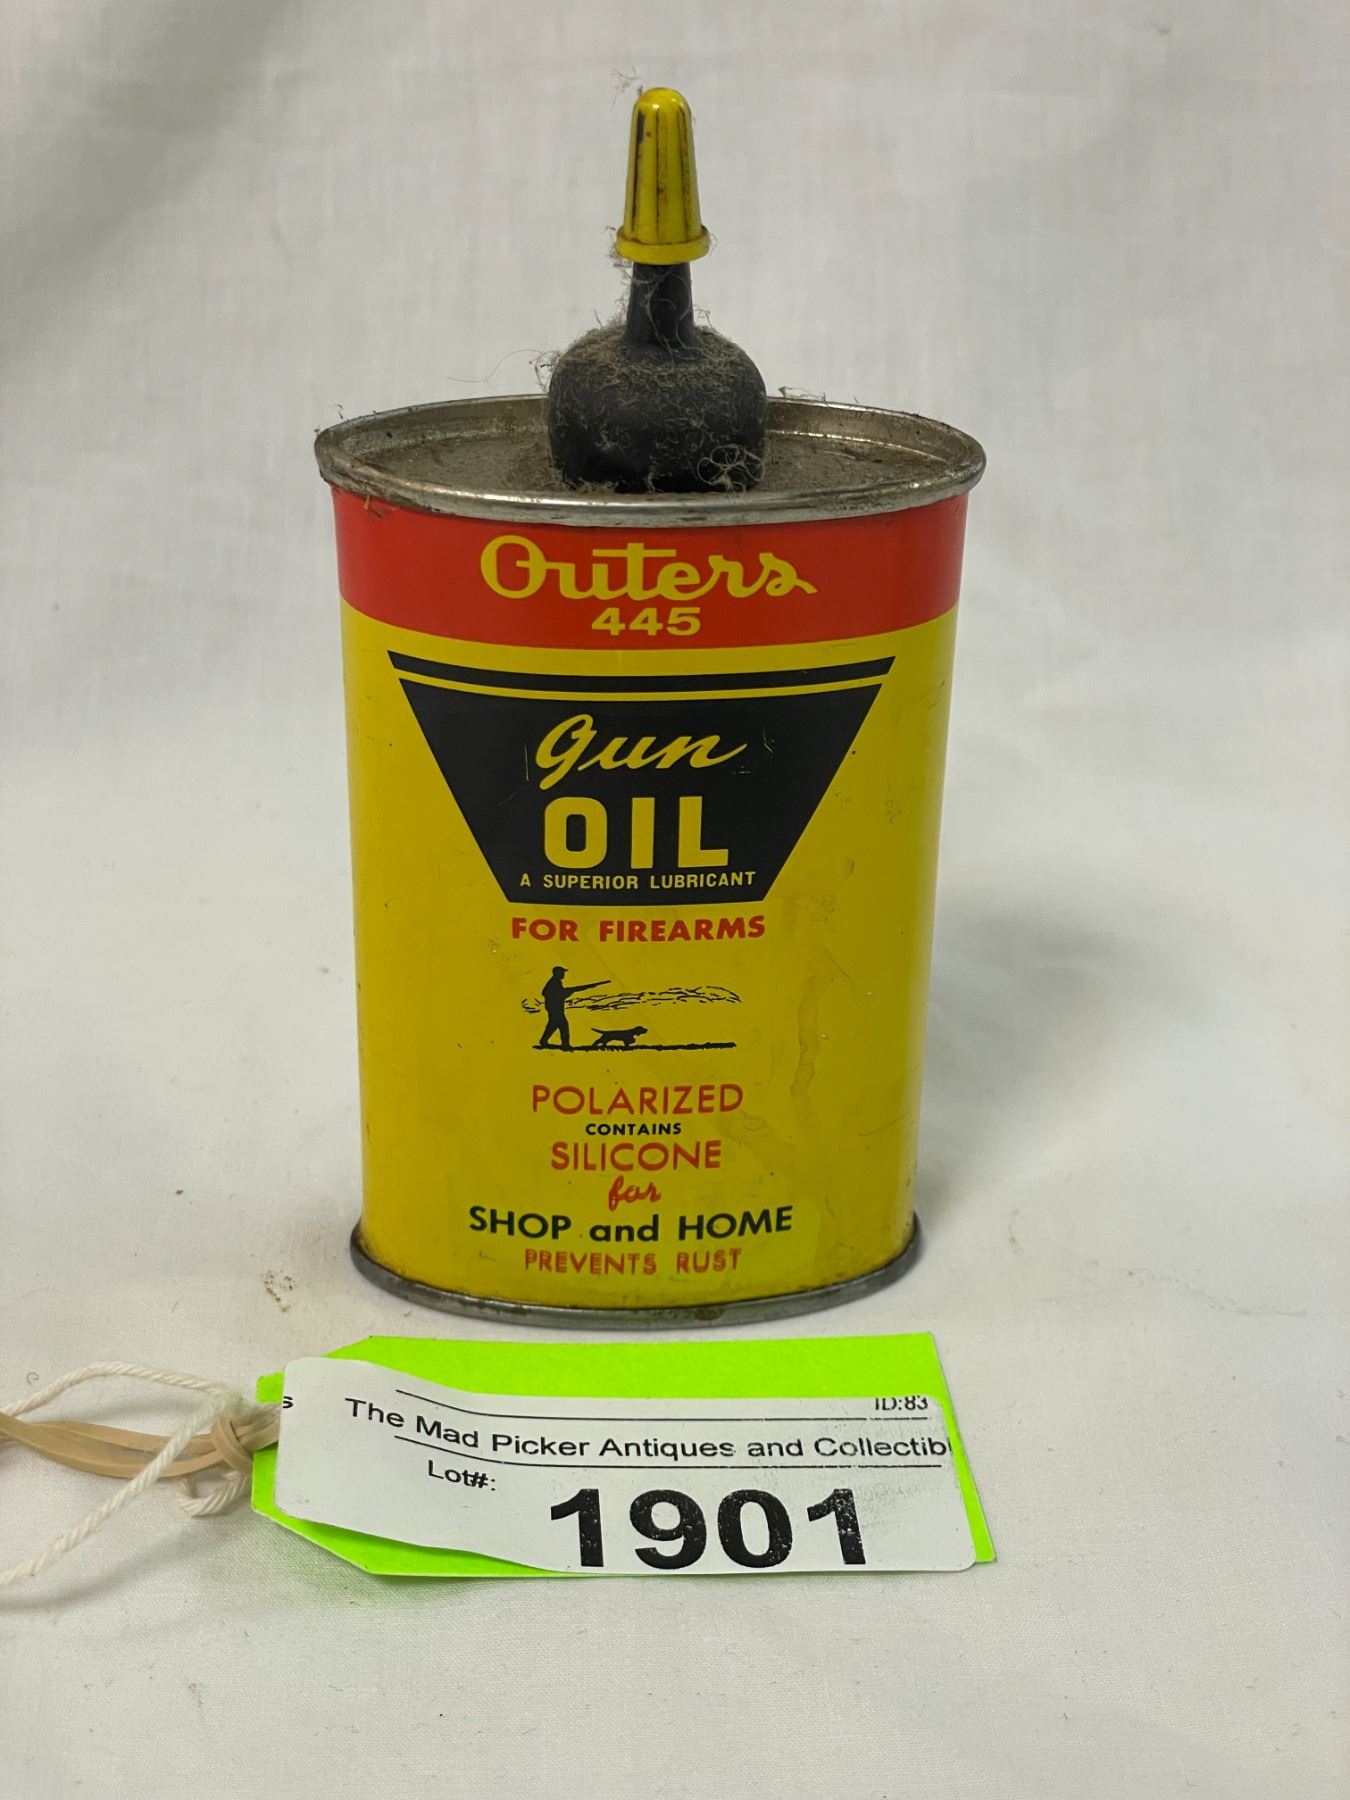 Outers
445
Gun
OIL
A SUPERIOR LUBRICANT
FOR FIREARMS
POLARIZED
CONTAINS
SILICONE
for
SHOP and HOME
PREVENTS RUST
ID:83
s The Mad Picker Antiques and Collectib
Lot#:
1901